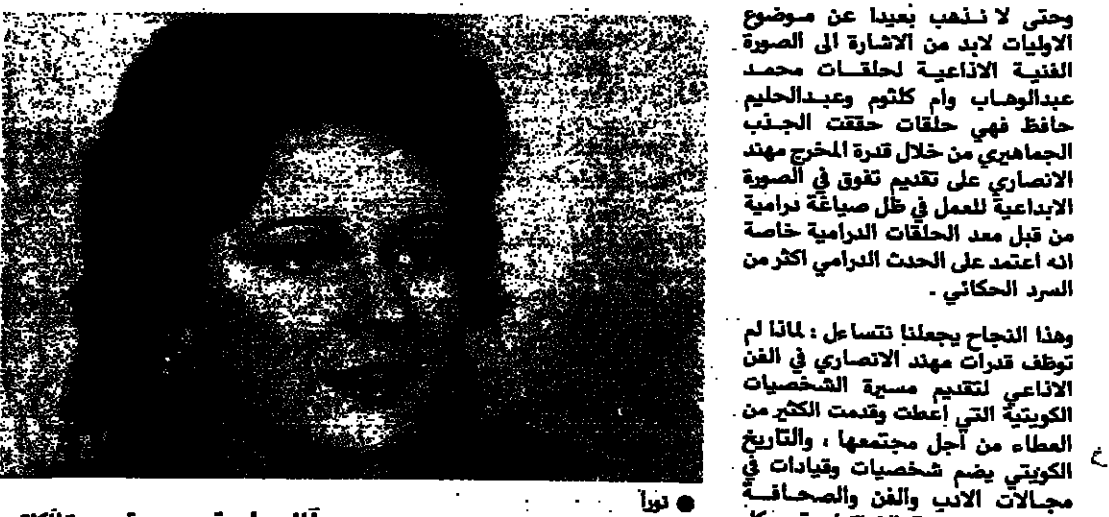 وحتى لا نذهب بعيدا عن موضوع
الاوليات لابد من الاشارة الى الصورة
الفنية الاذاعية لحلقات محمد
عبدالوهاب وام كلثوم وعبدالحليم
حافظ فهي حلقات حققت الجذب
الجماهيري من خلال قدرة المخرج مهند
الانصاري على تقديم تفوق في الصورة
الابداعية للعمل في ظل صياغة درامية
من قبل معد الحلقات الدرامية خاصة
انه اعتمد على الحدث الدرامي اكثر من
السرد الحكائي .
وهذا النجاح يجعلنا نتساءل : لماذا لم
توظف قدرات مهند الانصاري في الفن
الاذاعي لتقديم مسيرة الشخصيات
الكويتية التي اعطت وقدمت الكثير من
العطاء من اجل مجتمعها ، والتاريخ
الكويتي يضم شخصيات وقيادات في
مجالات الادب والفن والصحافة
● نورا